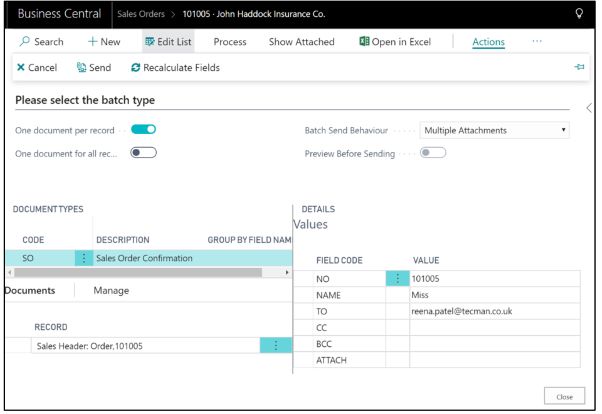 Business Central Sales Orders > 101005 · John Haddock Insurance Co.
Search + New Edit List Process Show Attached Open in Excel Actions ...
Cancel Send Recalculate Fields
Please select the batch type
One document per record Batch Send Behaviour Multiple Attachments
One document for all rec... Preview Before Sending
DOCUMENTTYPES DETAILS
Values
CODE DESCRIPTION GROUP BY FIELD NAM
FIELD CODE VALUE
SO Sales Order Confirmation
NO 101005
Documents Manage
NAME Miss
TO reena.patel@tecman.co.uk
CC
RECORD
BCC
Sales Header: Order,101005
ATTACH
Close